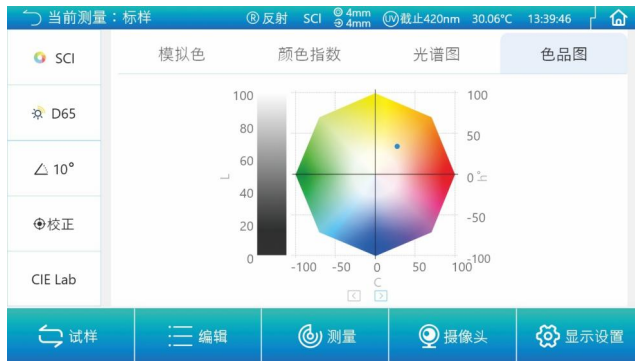 当前测量：标样 Ⓡ反射 SCI 4mm 4mm UV截止420nm 30.06℃ 13:39:46
SCI
D65
10°
校正
CIE Lab
模拟色 颜色指数 光谱图 色品图
100
80
60
40
20
0
L
100
50
0
-50
-100
h°
-100 -50 0 50 100
C
试样 编辑 测量 摄像头 显示设置